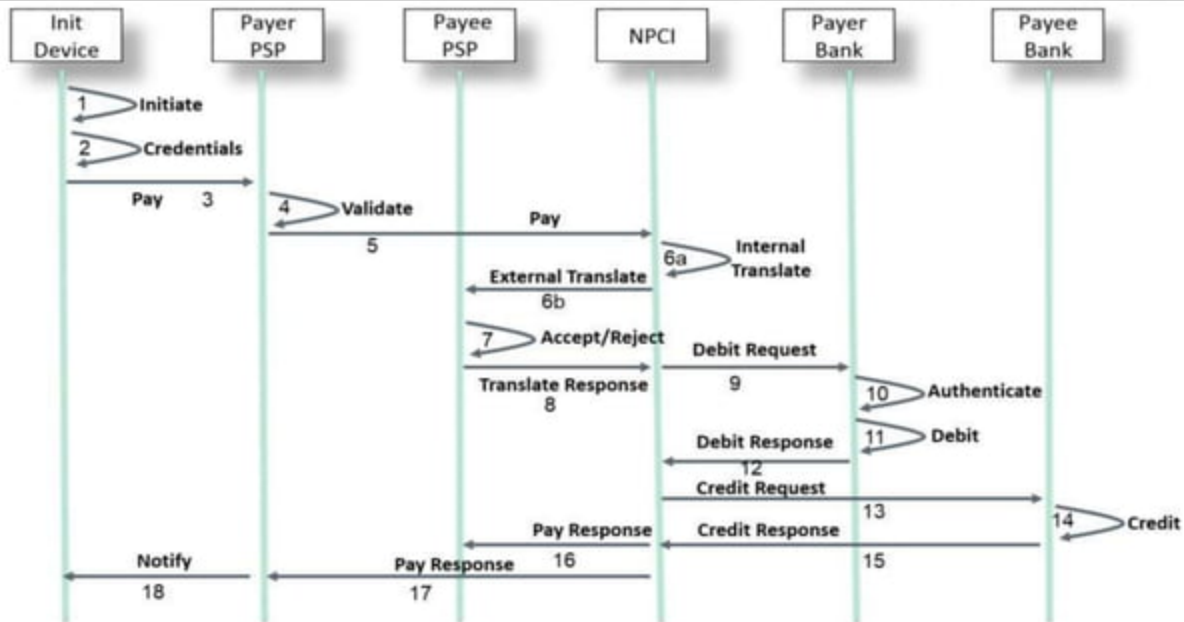 Init
Device
Payer
PSP
Payee
PSP
NPCI
Payer
Bank
Payee
Bank
1 Initiate
2 Credentials
Pay 3
4 Validate
Pay
5
6a Internal
Translate
External Translate
6b
7 Accept/Reject
Debit Request
9
Translate Response
8
10 Authenticate
11 Debit
Debit Response
12
Credit Request
13
14 Credit
Pay Response
16
Credit Response
15
Notify
18
Pay Response
17